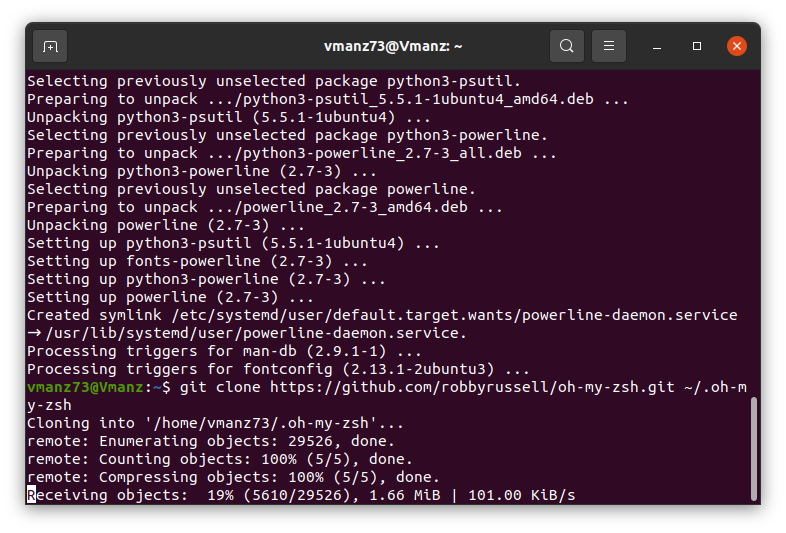 vmanz73@Vmanz: ~
Selecting previously unselected package python3-psutil.
Preparing to unpack .../python3-psutil_5.5.1-1ubuntu4_amd64.deb ...
Unpacking python3-psutil (5.5.1-1ubuntu4) ...
Selecting previously unselected package python3-powerline.
Preparing to unpack .../python3-powerline_2.7-3_all.deb ...
Unpacking python3-powerline (2.7-3) ...
Selecting previously unselected package powerline.
Preparing to unpack .../powerline_2.7-3_amd64.deb ...
Unpacking powerline (2.7-3) ...
Setting up python3-psutil (5.5.1-1ubuntu4) ...
Setting up fonts-powerline (2.7-3) ...
Setting up python3-powerline (2.7-3) ...
Setting up powerline (2.7-3) ...
Created symlink /etc/systemd/user/default.target.wants/powerline-daemon.service
→ /usr/lib/systemd/user/powerline-daemon.service.
Processing triggers for man-db (2.9.1-1) ...
Processing triggers for fontconfig (2.13.1-2ubuntu3) ...
vmanz73@Vmanz:~$ git clone https://github.com/robbyrussell/oh-my-zsh.git ~/.oh-m
y-zsh
Cloning into '/home/vmanz73/.oh-my-zsh'...
remote: Enumerating objects: 29526, done.
remote: Counting objects: 100% (5/5), done.
remote: Compressing objects: 100% (5/5), done.
Receiving objects:  19% (5610/29526), 1.66 MiB | 101.00 KiB/s